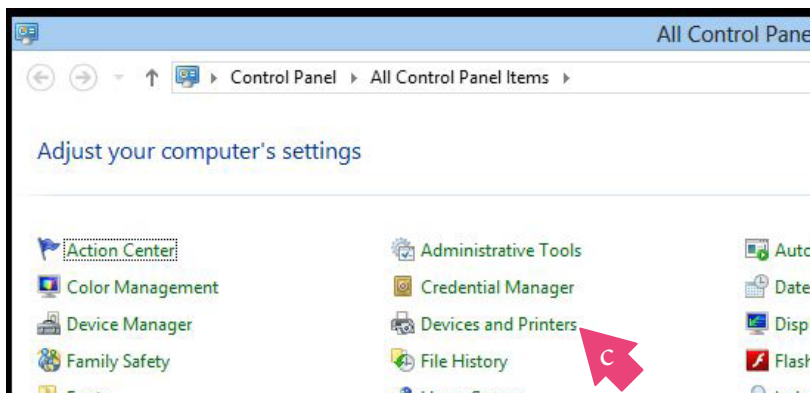 All Control Pane
Control Panel All Control Panel Items
Adjust your computer's settings
Action Center
Administrative Tools
Auto
Color Management
Credential Manager
Date
Device Manager
Devices and Printers
Disp
Family Safety
File History
C
Flash